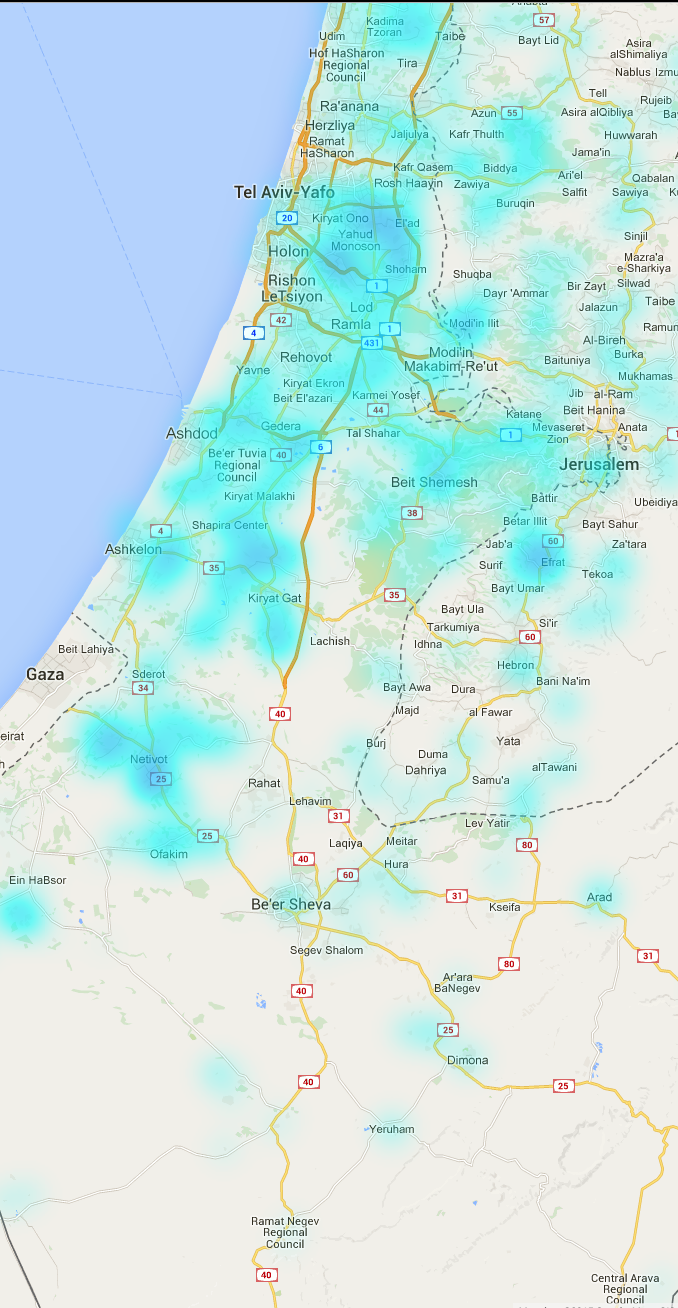 57
Kadima
Tzoran
Udim
Taibe
Bayt Lid
Asira
alShimaliya
Hof HaSharon
Regional
Council
Tira
Nablus
Tell
Rujeib
Ra'anana
Azun
55
Asira alQibliya
Herzliya
Jaljulya
Kafr Thulth
Huwwarah
Ramat
HaSharon
Jama'in
Kafr Qasem
Biddya
Ari'el
Qabalan
Rosh Haayin
Zawiya
Salfit
Sawiya
Tel Aviv-Yafo
Buruqin
20
Kiryat Ono
El'ad
Yahud
Monoson
Sinjil
Holon
Mazra'a
e-Sharkiya
Shoham
Shuqba
Rishon
LeTsiyon
1
Dayr 'Ammar
Bir Zayt
Silwad
Lod
Jalazun
Taibe
42
Ramla
1
Modi'in Ilit
4
431
Al-Bireh
Rehovot
Modi'in
Makabim-Re'ut
Burka
Baituniya
Yavne
Mukhamas
Kiryat Ekron
Beit El'azari
Karmei Yosef
Jib
al-Ram
44
Katane
Beit Hanina
Gedera
Ashdod
Tal Shahar
1
Mevaseret
Zion
Anata
6
Be'er Tuvia
Regional
Council
40
Jerusalem
Beit Shemesh
Kiryat Malakhi
Battir
Ubeidiya
38
Betar Illit
Bayt Sahur
4
Shapira Center
60
Jab'a
Za'tara
Ashkelon
Efrat
35
Surif
Tekoa
Bayt Umar
Kiryat Gat
35
Bayt Ula
Si'ir
Tarkumiya
60
Lachish
Idhna
Beit Lahiya
Hebron
Gaza
Sderot
34
Bayt Awa
Dura
Bani Na'im
40
Majd
al Fawar
Burj
Yata
Netivot
Duma
25
Dahriya
alTawani
Rahat
Samu'a
Lehavim
31
Lev Yatir
25
Laqiya
Meitar
80
Ofakim
40
Hura
60
Ein HaBsor
31
Arad
Be'er Sheva
Kseifa
Segev Shalom
31
80
Ar'ara
BaNegev
40
25
Dimona
40
25
Yeruham
Ramat Negev
Regional
Council
40
Central Arava
Regional
Council